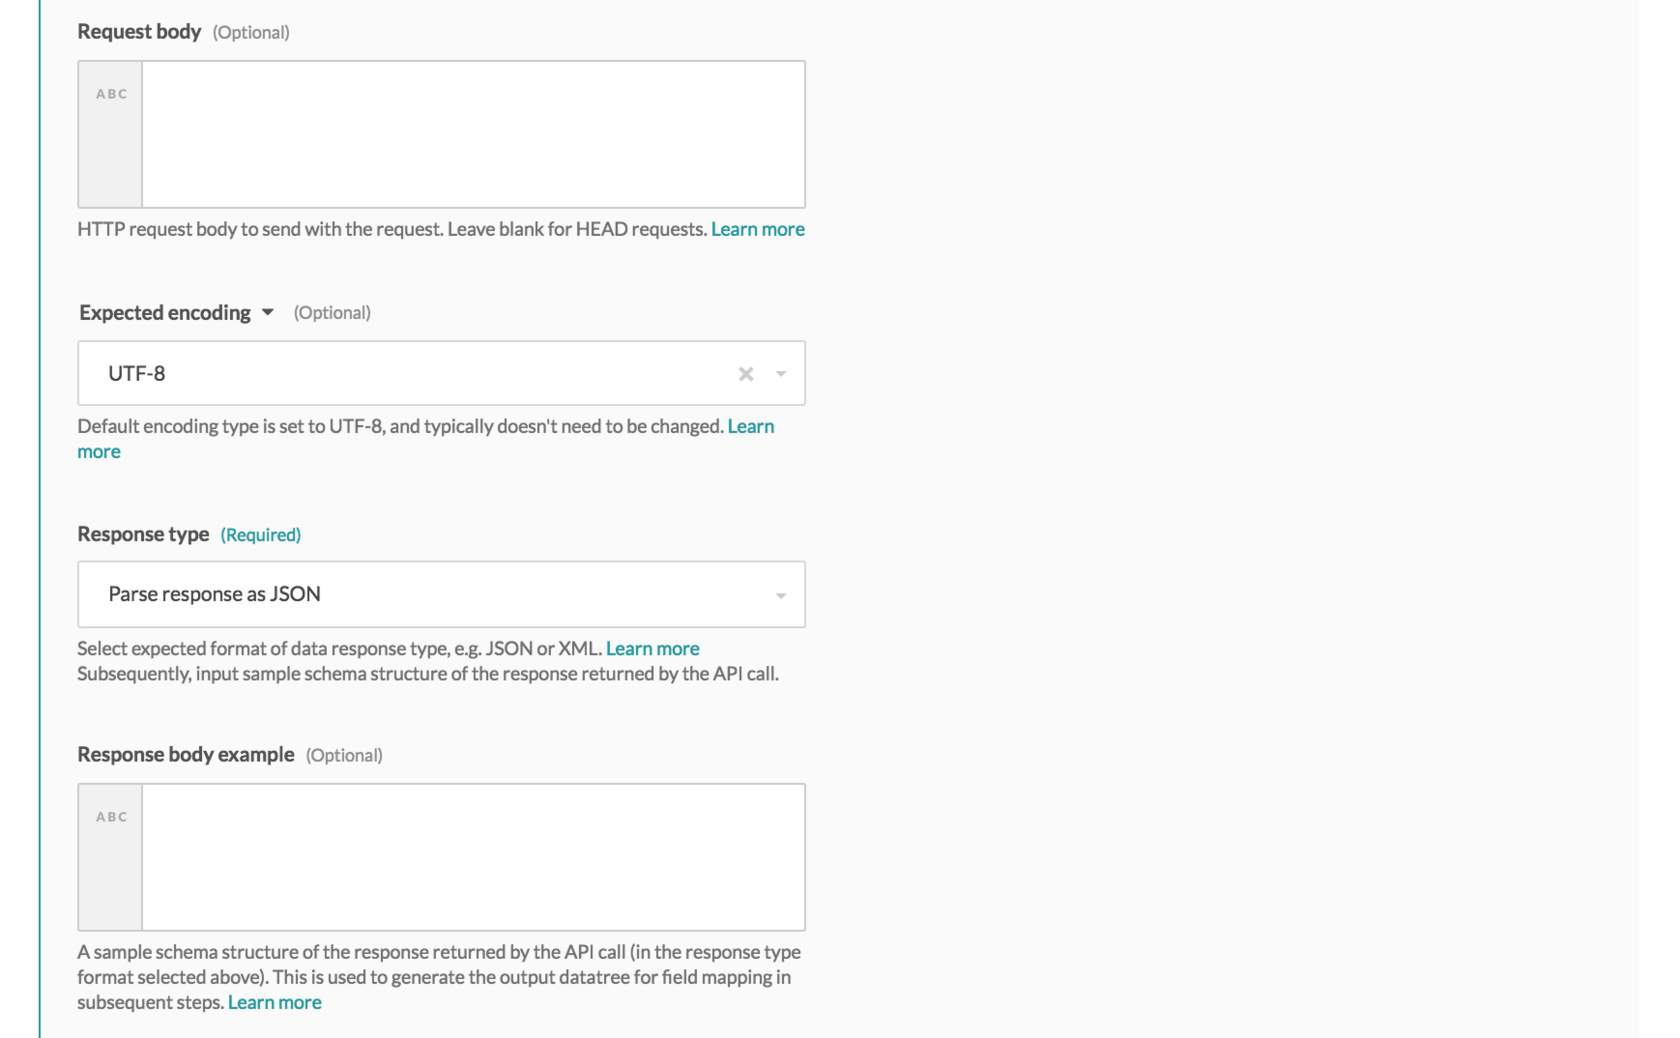 Request body (Optional)
ABC
HTTP request body to send with the request. Leave blank for HEAD requests. Learn more
Expected encoding (Optional)
UTF-8
Default encoding type is set to UTF-8, and typically doesn't need to be changed. Learn
more
Response type (Required)
Parse response as JSON
Select expected format of data response type, e.g. JSON or XML. Learn more
Subsequently, input sample schema structure of the response returned by the API call.
Response body example (Optional)
ABC
A sample schema structure of the response returned by the API call (in the response type
format selected above). This is used to generate the output datatree for field mapping in
subsequent steps. Learn more